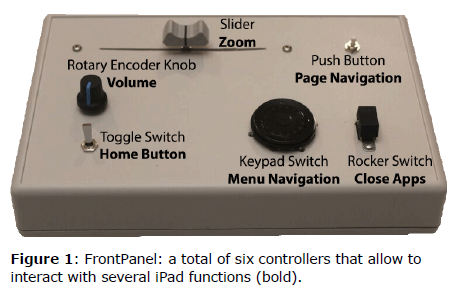 Slider
Zoom
Rotary Encoder Knob
Volume
Push Button
Page Navigation
Toggle Switch
Home Button
Keypad Switch
Menu Navigation
Rocker Switch
Close Apps
Figure 1: FrontPanel: a total of six controllers that allow to
interact with several iPad functions (bold).